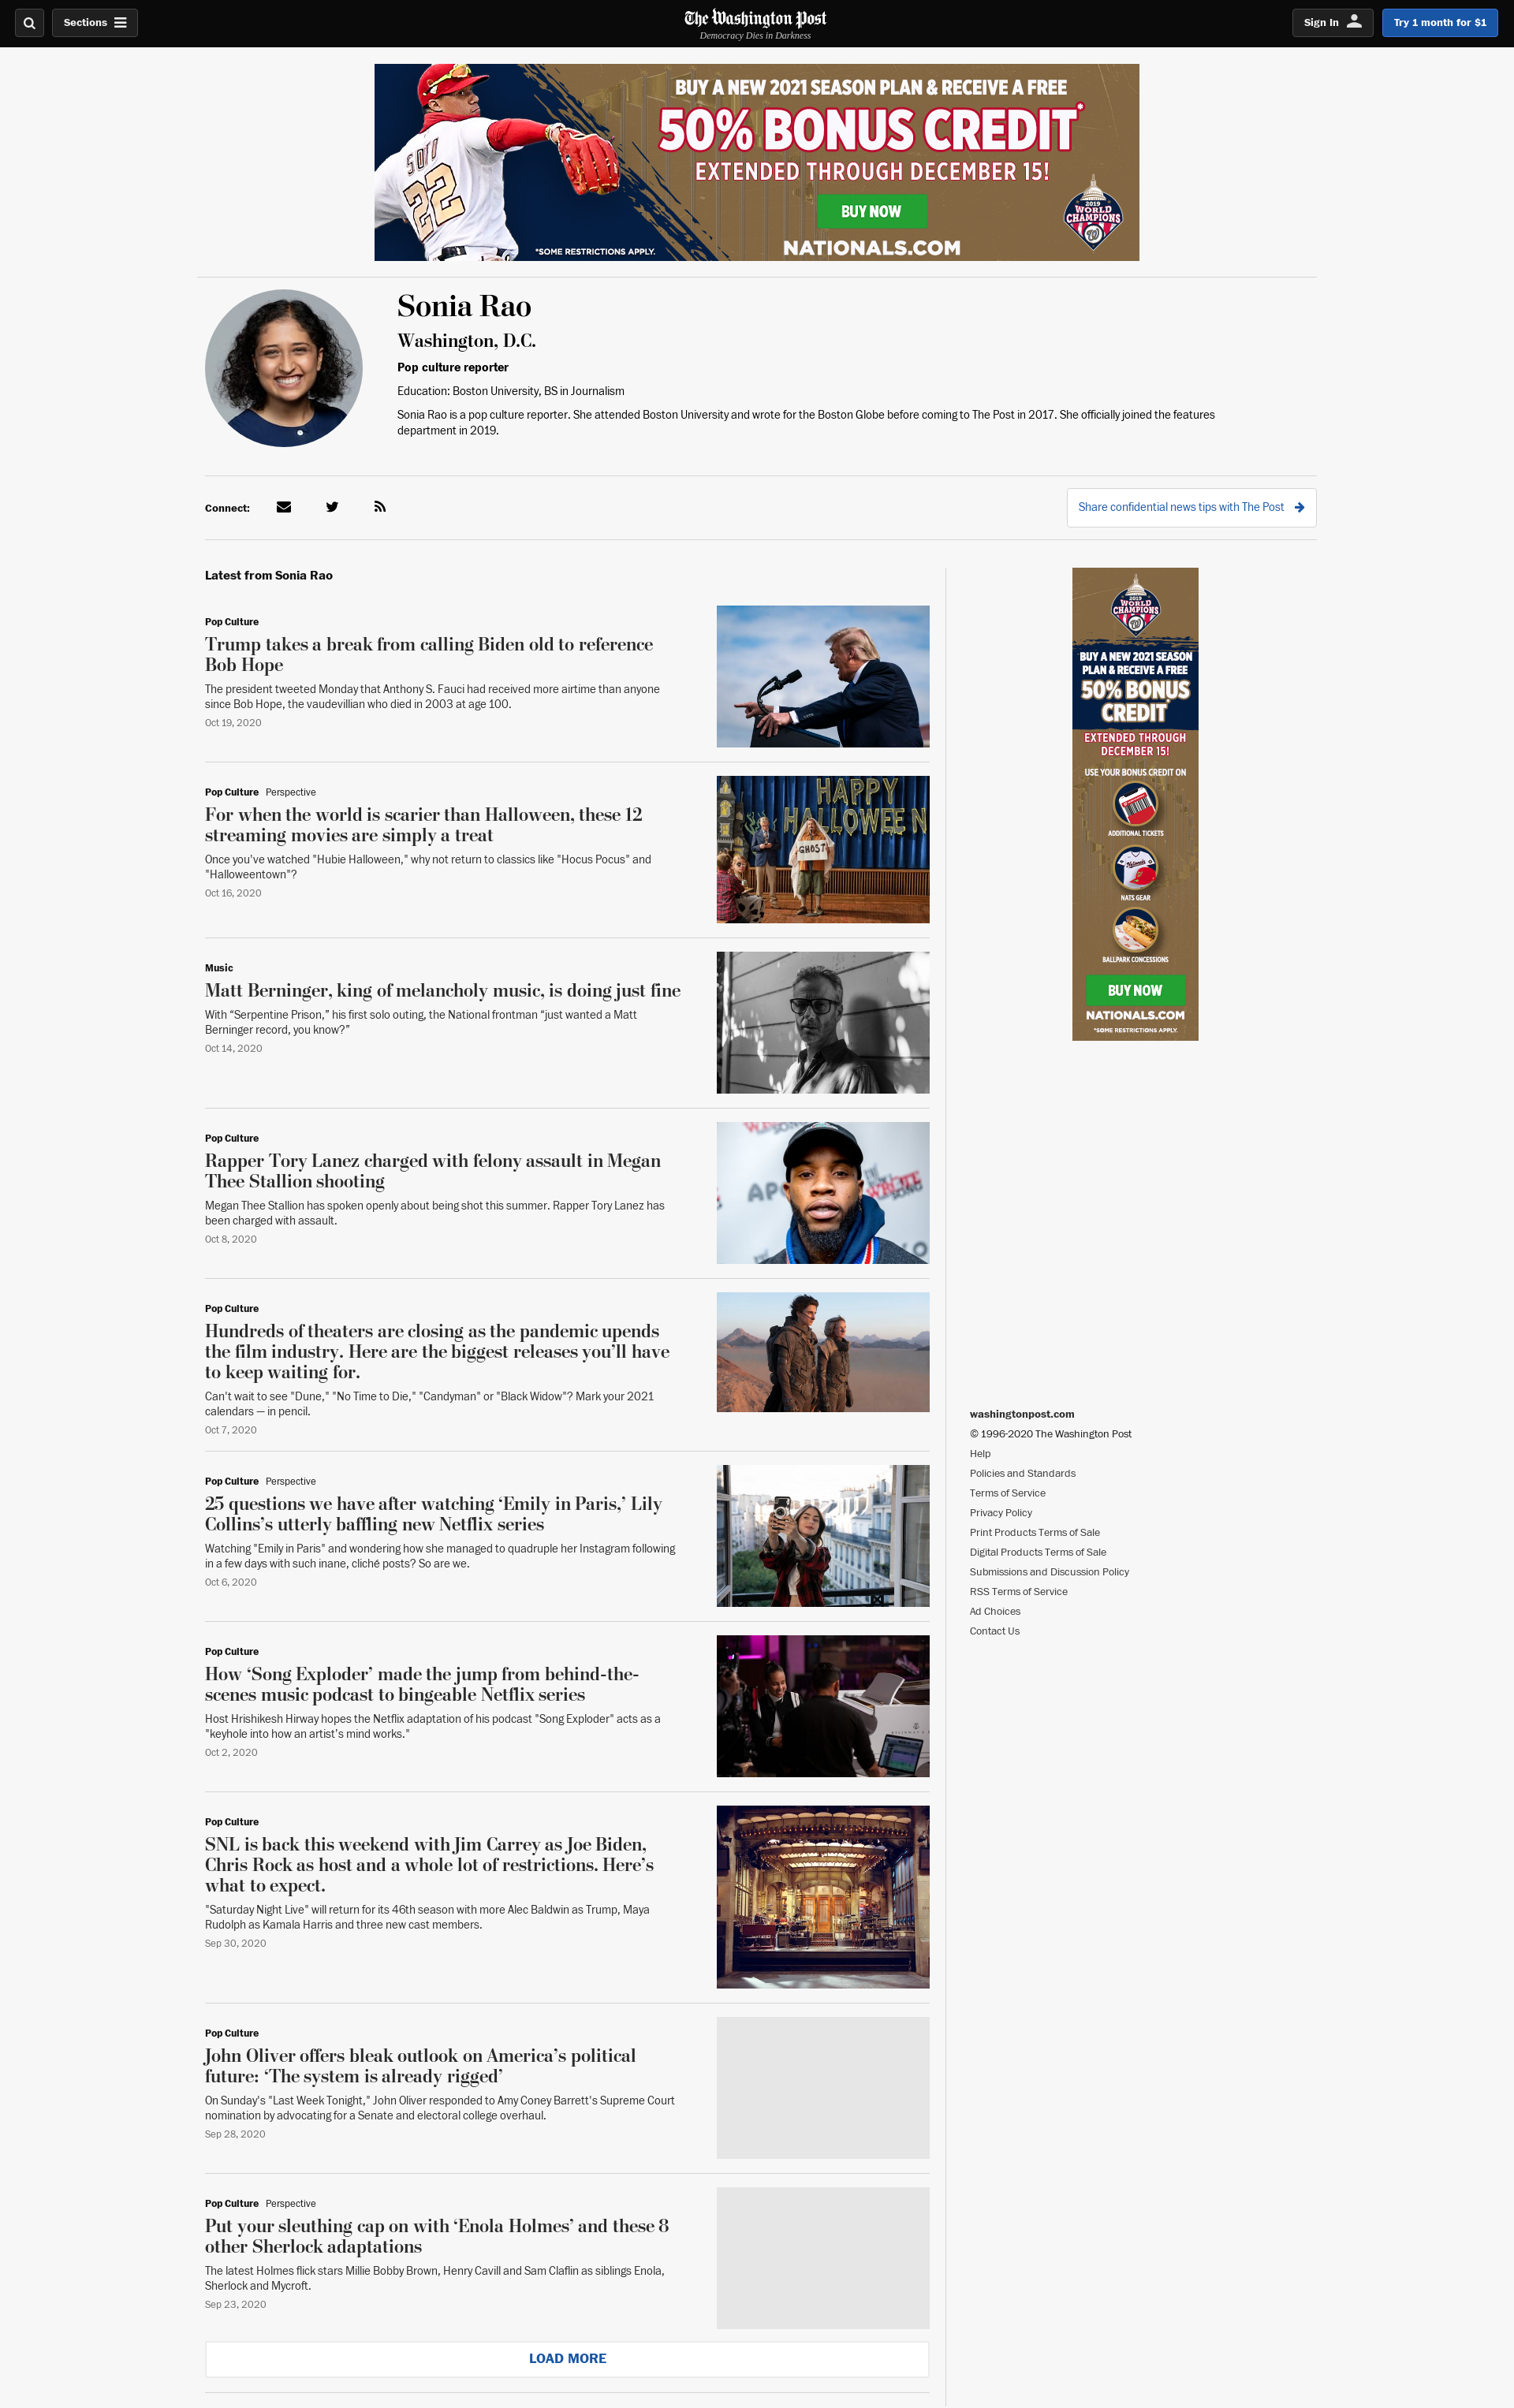 Sections
The Washington Post
Democracy Dies in Darkness
Sign In
Try 1 month for $1
SOTO
22
BUY A NEW 2021 SEASON PLAN & RECEIVE A FREE
50% BONUS CREDIT*
EXTENDED THROUGH DECEMBER 15!
BUY NOW
*SOME RESTRICTIONS APPLY.
NATIONALS.COM
2019
WORLD
CHAMPIONS
W
Sonia Rao
Washington, D.C.
Pop culture reporter
Education: Boston University, BS in Journalism
Sonia Rao is a pop culture reporter. She attended Boston University and wrote for the Boston Globe before coming to The Post in 2017. She officially joined the features
department in 2019.
Connect:
Share confidential news tips with The Post
Latest from Sonia Rao
Pop Culture
Trump takes a break from calling Biden old to reference
Bob Hope
The president tweeted Monday that Anthony S. Fauci had received more airtime than anyone
since Bob Hope, the vaudevillian who died in 2003 at age 100.
Oct 19, 2020
Pop Culture Perspective
For when the world is scarier than Halloween, these 12
streaming movies are simply a treat
Once you've watched "Hubie Halloween," why not return to classics like "Hocus Pocus" and
"Halloweentown"?
Oct 16, 2020
HAPPY
HALLOWEEN
GHOST
Music
Matt Berninger, king of melancholy music, is doing just fine
With “Serpentine Prison,” his first solo outing, the National frontman “just wanted a Matt
Berninger record, you know?”
Oct 14, 2020
Pop Culture
Rapper Tory Lanez charged with felony assault in Megan
Thee Stallion shooting
Megan Thee Stallion has spoken openly about being shot this summer. Rapper Tory Lanez has
been charged with assault.
Oct 8, 2020
Pop Culture
Hundreds of theaters are closing as the pandemic upends
the film industry. Here are the biggest releases you’ll have
to keep waiting for.
Can't wait to see "Dune," "No Time to Die," "Candyman" or "Black Widow"? Mark your 2021
calendars — in pencil.
Oct 7, 2020
Pop Culture Perspective
25 questions we have after watching ‘Emily in Paris,’ Lily
Collins’s utterly baffling new Netflix series
Watching "Emily in Paris" and wondering how she managed to quadruple her Instagram following
in a few days with such inane, cliché posts? So are we.
Oct 6, 2020
Pop Culture
How ‘Song Exploder’ made the jump from behind-the-
scenes music podcast to bingeable Netflix series
Host Hrishikesh Hirway hopes the Netflix adaptation of his podcast "Song Exploder" acts as a
"keyhole into how an artist's mind works."
Oct 2, 2020
Pop Culture
SNL is back this weekend with Jim Carrey as Joe Biden,
Chris Rock as host and a whole lot of restrictions. Here’s
what to expect.
"Saturday Night Live" will return for its 46th season with more Alec Baldwin as Trump, Maya
Rudolph as Kamala Harris and three new cast members.
Sep 30, 2020
Pop Culture
John Oliver offers bleak outlook on America’s political
future: ‘The system is already rigged’
On Sunday's "Last Week Tonight," John Oliver responded to Amy Coney Barrett's Supreme Court
nomination by advocating for a Senate and electoral college overhaul.
Sep 28, 2020
Pop Culture Perspective
Put your sleuthing cap on with ‘Enola Holmes’ and these 8
other Sherlock adaptations
The latest Holmes flick stars Millie Bobby Brown, Henry Cavill and Sam Claflin as siblings Enola,
Sherlock and Mycroft.
Sep 23, 2020
LOAD MORE
2019
WORLD
CHAMPIONS
W
BUY A NEW 2021 SEASON
PLAN & RECEIVE A FREE
50% BONUS
CREDIT*
EXTENDED THROUGH
DECEMBER 15!
USE YOUR BONUS CREDIT ON
ADDITIONAL TICKETS
NATS GEAR
BALLPARK CONCESSIONS
BUY NOW
NATIONALS.COM
*SOME RESTRICTIONS APPLY.
washingtonpost.com
© 1996-2020 The Washington Post
Help
Policies and Standards
Terms of Service
Privacy Policy
Print Products Terms of Sale
Digital Products Terms of Sale
Submissions and Discussion Policy
RSS Terms of Service
Ad Choices
Contact Us